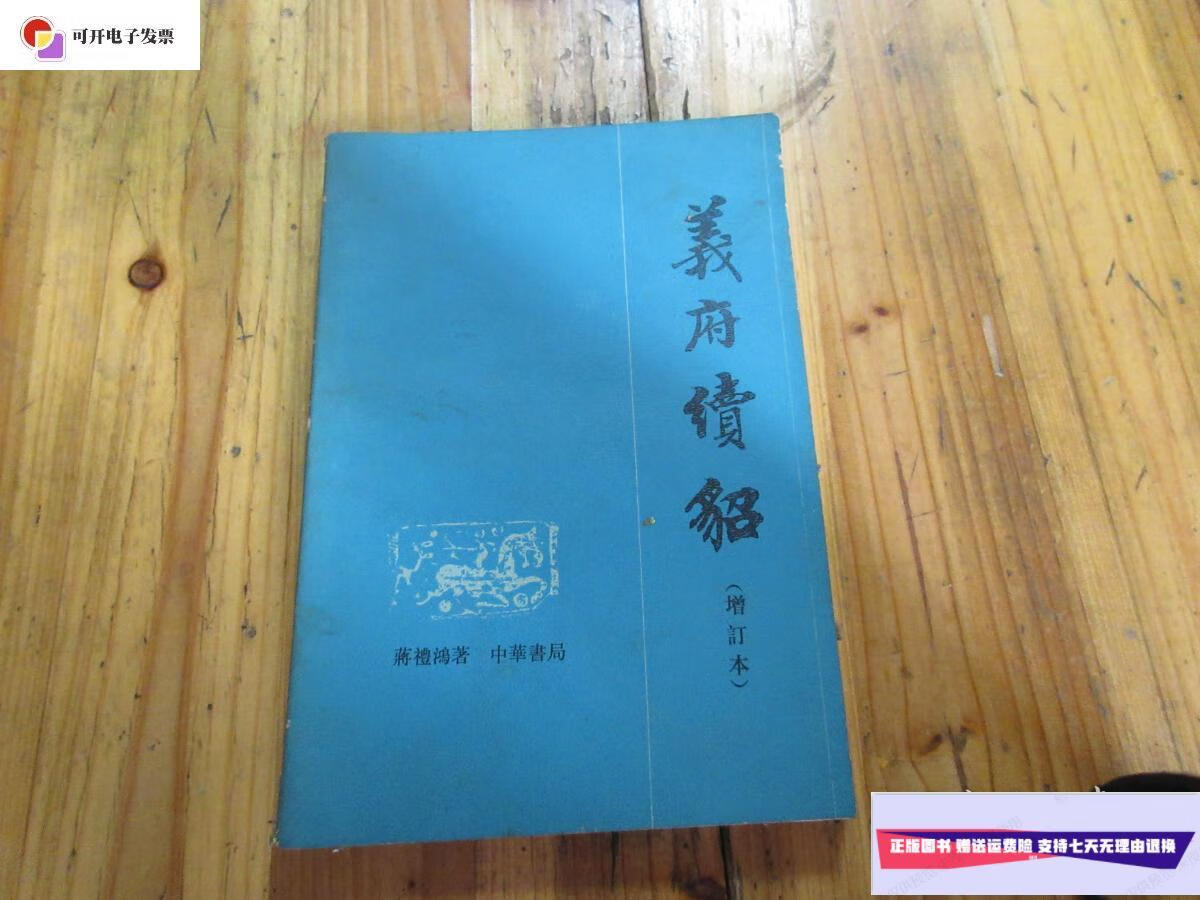 可开电子发票
義府續貂
(增訂本)
蔣禮鴻著 中華書局
正版图书 赠送运费险 支持七天无理由退换